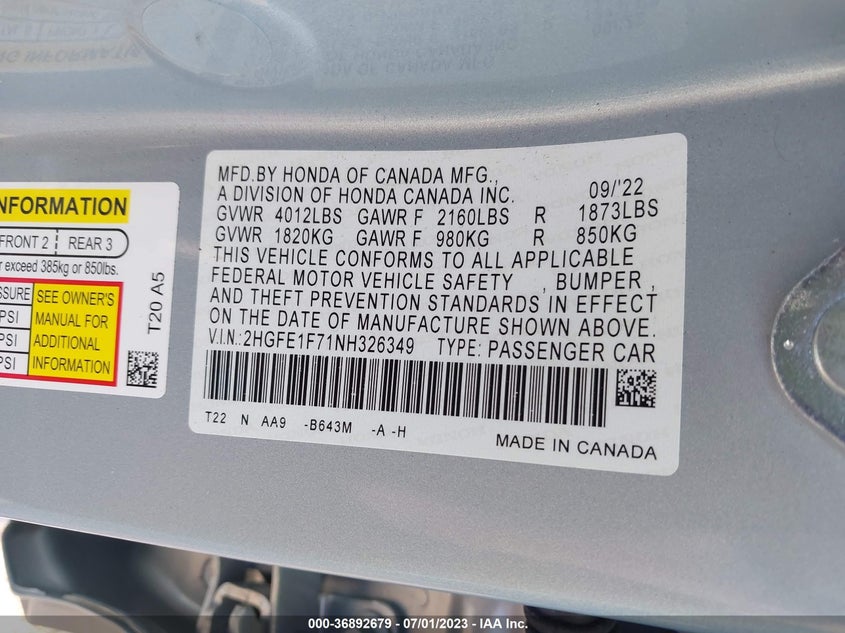 MFD.BY HONDA OF CANADA MFG.,
A DIVISION OF HONDA CANADA INC. 09/'22
GVWR 4012LBS GAWR F 2160LBS R 1873LBS
GVWR 1820KG GAWR F 980KG R 850KG
THIS VEHICLE CONFORMS TO ALL APPLICABLE
FEDERAL MOTOR VEHICLE SAFETY , BUMPER ,
AND THEFT PREVENTION STANDARDS IN EFFECT
ON THE DATE OF MANUFACTURE SHOWN ABOVE.
V.I.N.: 2HGFE1F71NH326349 TYPE: PASSENGER CAR
T22 N AA9 -B643M -A -H
MADE IN CANADA
NFORMATION
FRONT 2 REAR 3
r exceed 385kg or 850lbs.
SSURE SEE OWNER'S
PSI MANUAL FOR
PSI ADDITIONAL
PSI INFORMATION
T20 A5
000-36892679 / 07/01/2023 / IAA Inc.